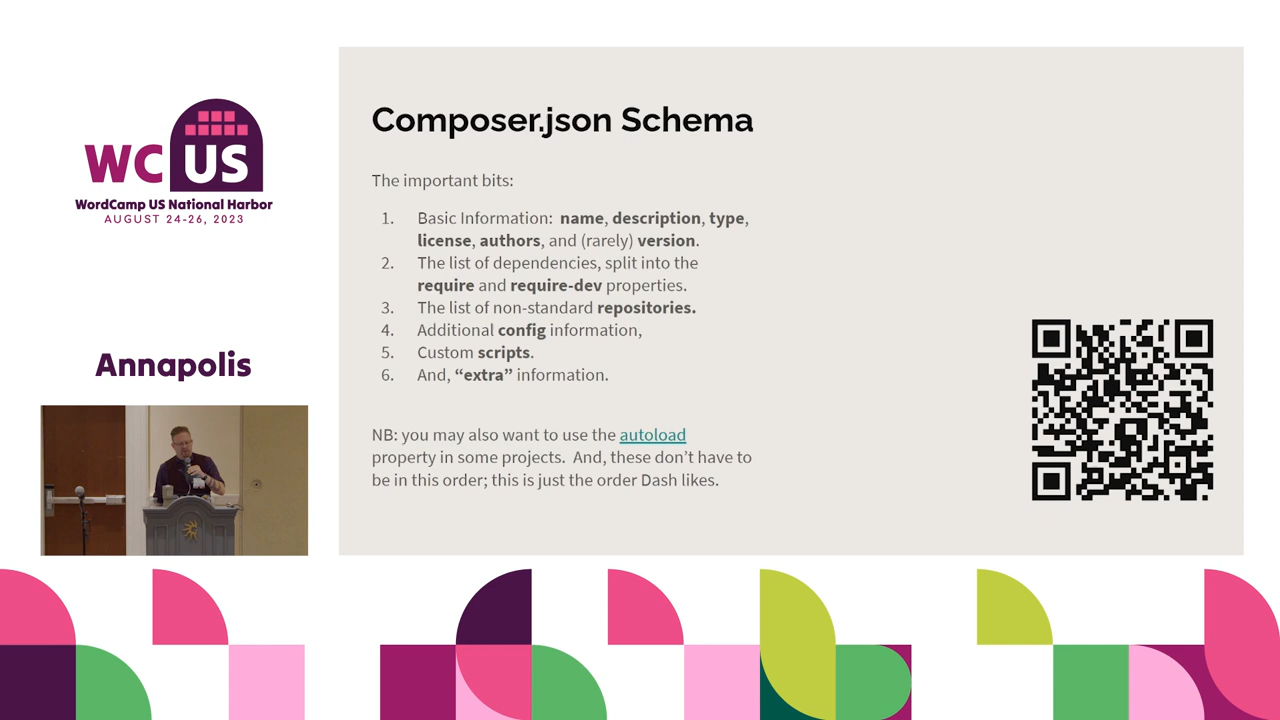 WC US
WordCamp US National Harbor
AUGUST 24-26, 2023
Annapolis
Composer.json Schema
The important bits:
1. Basic Information:  name, description, type,
license, authors, and (rarely) version.
2. The list of dependencies, split into the
require and require-dev properties.
3. The list of non-standard repositories.
4. Additional config information,
5. Custom scripts.
6. And, “extra” information.
NB: you may also want to use the autoload
property in some projects.  And, these don’t have to
be in this order; this is just the order Dash likes.